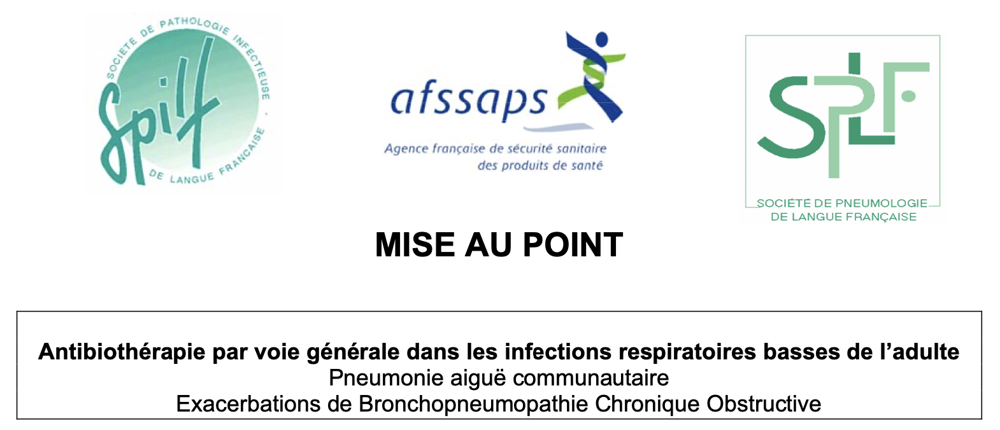 SOCIETE DE PATHOLOGIE INFECTIEUSE
spilf
DE LANGUE FRANÇAISE
afssaps
Agence française de sécurité sanitaire
des produits de santé
SPLF
SOCIÉTÉ DE PNEUMOLOGIE
DE LANGUE FRANÇAISE
MISE AU POINT
Antibiothérapie par voie générale dans les infections respiratoires basses de l’adulte
Pneumonie aiguë communautaire
Exacerbations de Bronchopneumopathie Chronique Obstructive